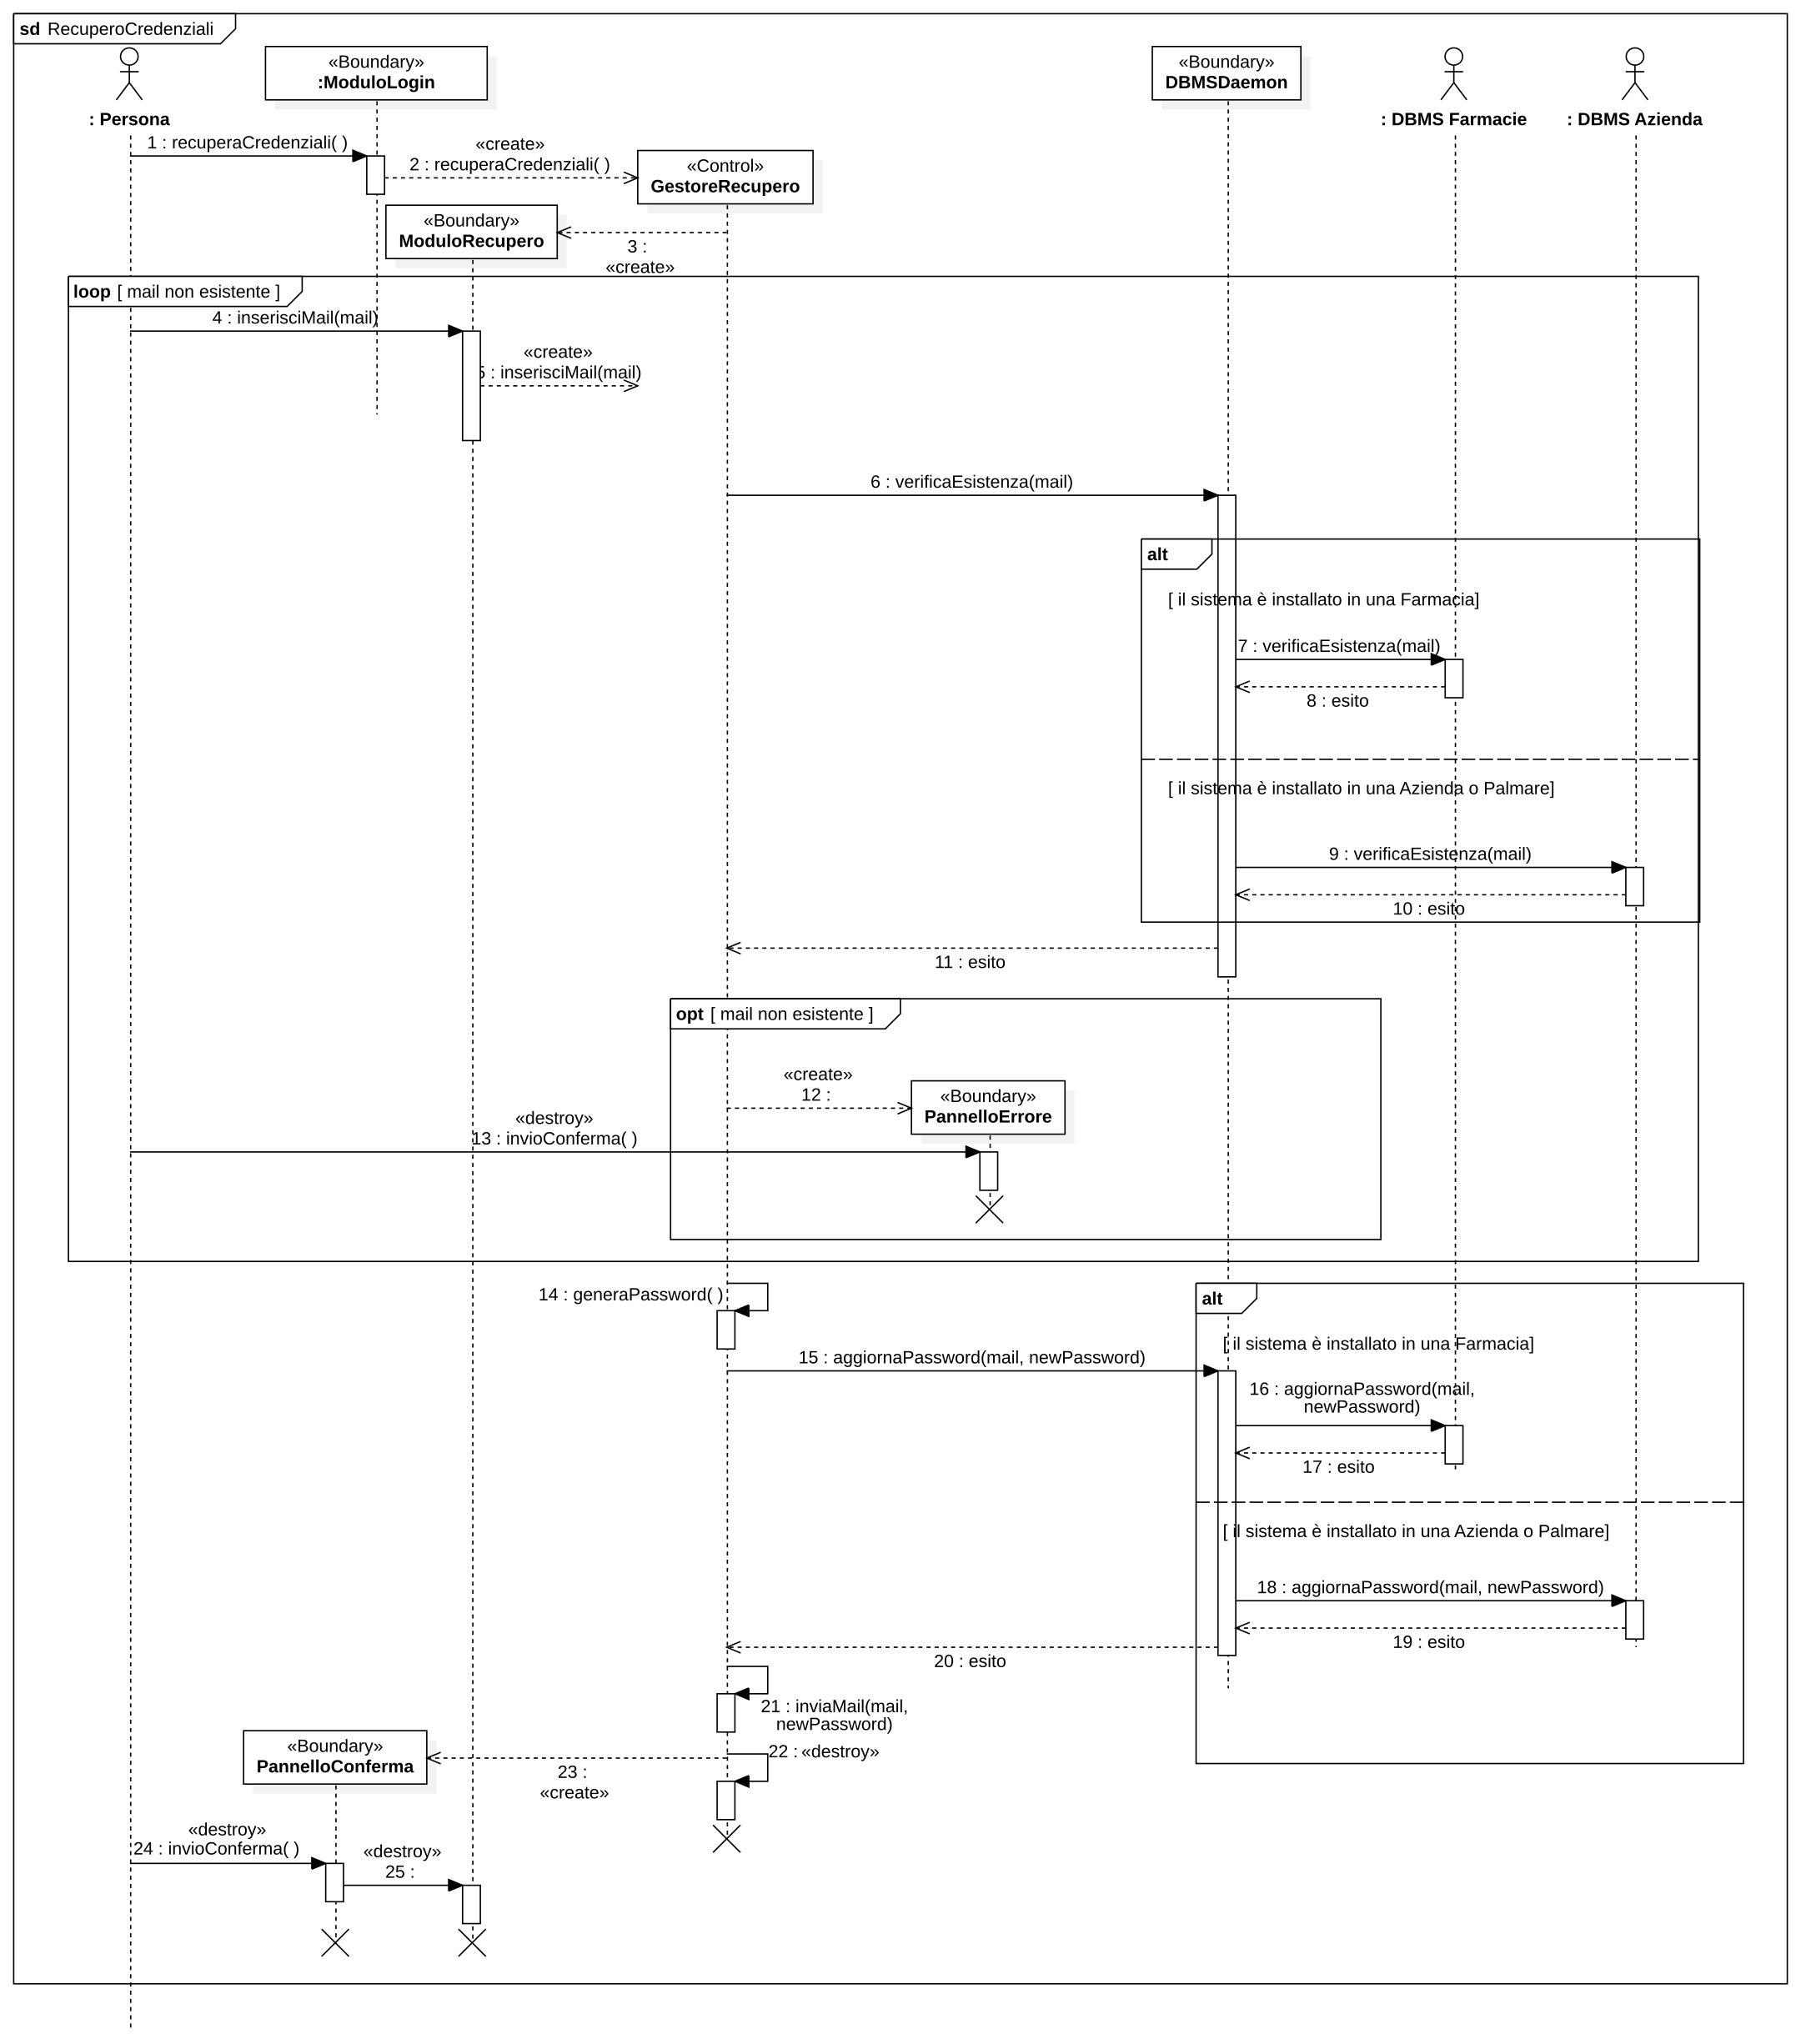 sd RecuperoCredenziali
«Boundary»
:ModuloLogin
«Boundary»
DBMSDaemon
: Persona
: DBMS Farmacie
: DBMS Azienda
1 : recuperaCredenziali( )
«create»
2 : recuperaCredenziali( )
«Control»
GestoreRecupero
«Boundary»
ModuloRecupero
3 :
«create»
loop [ mail non esistente ]
4 : inserisciMail(mail)
«create»
5 : inserisciMail(mail)
6 : verificaEsistenza(mail)
alt
[ il sistema è installato in una Farmacia]
7 : verificaEsistenza(mail)
8 : esito
[ il sistema è installato in una Azienda o Palmare]
9 : verificaEsistenza(mail)
10 : esito
11 : esito
opt [ mail non esistente ]
«create»
12 :
«Boundary»
PannelloErrore
«destroy»
13 : invioConferma( )
14 : generaPassword( )
alt
[ il sistema è installato in una Farmacia]
15 : aggiornaPassword(mail, newPassword)
16 : aggiornaPassword(mail,
newPassword)
17 : esito
[ il sistema è installato in una Azienda o Palmare]
18 : aggiornaPassword(mail, newPassword)
19 : esito
20 : esito
21 : inviaMail(mail,
newPassword)
22 : «destroy»
«Boundary»
PannelloConferma
23 :
«create»
«destroy»
24 : invioConferma( )
«destroy»
25 :